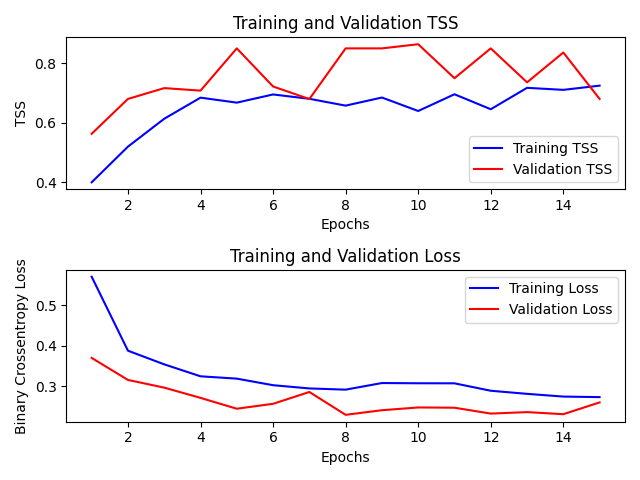 Training and Validation TSS
TSS
0.8
0.6
0.4
Training TSS
Validation TSS
2 4 6 8 10 12 14
Epochs
Training and Validation Loss
Binary Crossentropy Loss
0.5
0.4
0.3
Training Loss
Validation Loss
2 4 6 8 10 12 14
Epochs